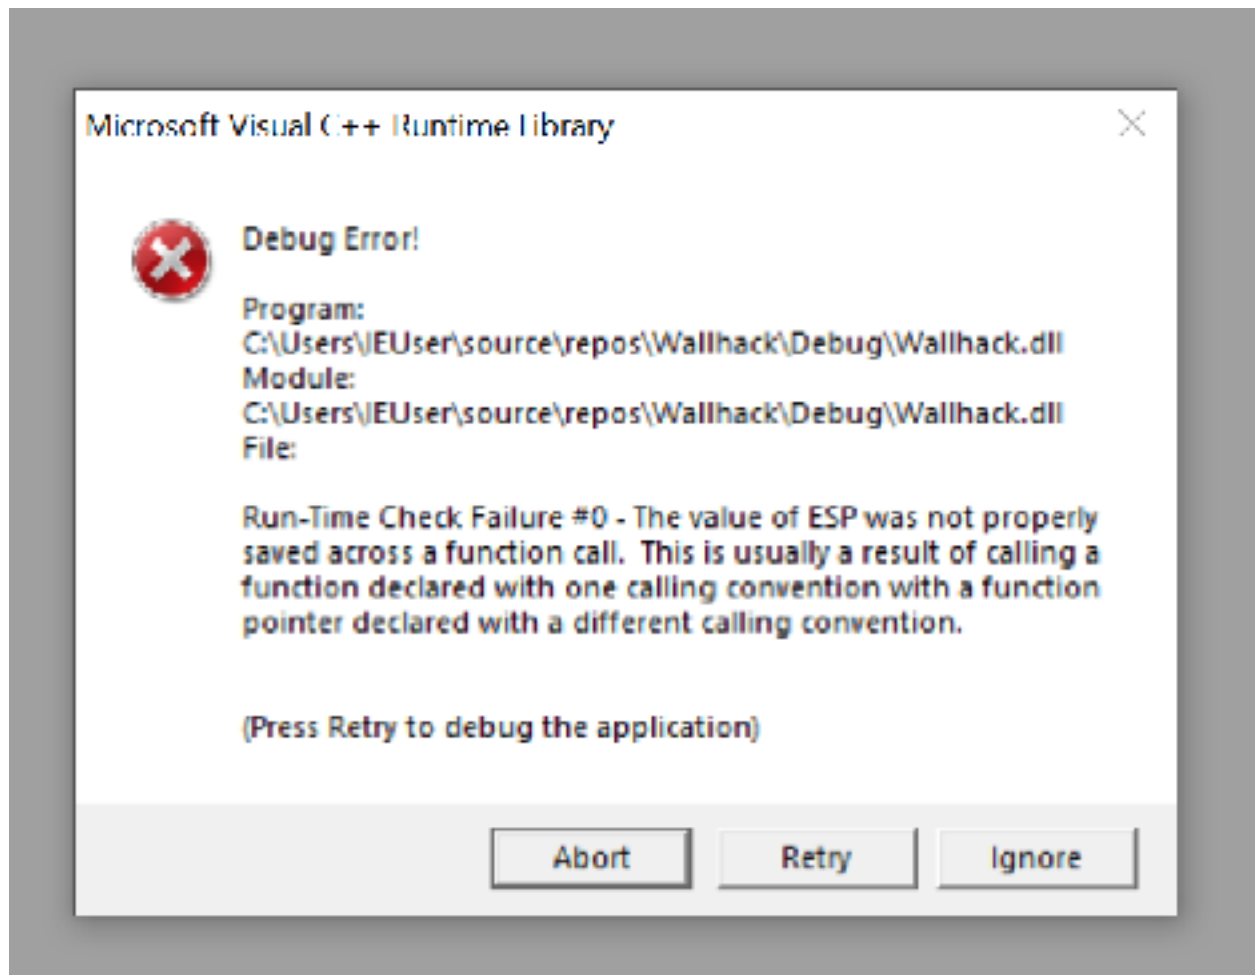 Microsoft Visual C++ Runtime Library
Debug Error!
Program:
C:\Users\IEUser\source\repos\Wallhack\Debug\Wallhack.dll
Module:
C:\Users\IEUser\source\repos\Wallhack\Debug\Wallhack.dll
File:
Run-Time Check Failure #0 - The value of ESP was not properly
saved across a function call.  This is usually a result of calling a
function declared with one calling convention with a function
pointer declared with a different calling convention.
(Press Retry to debug the application)
Abort
Retry
Ignore